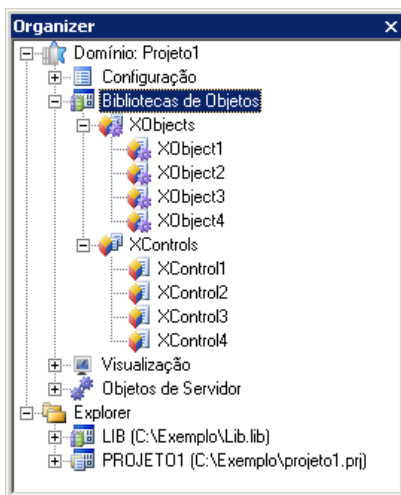 Organizer
Domínio: Projeto1
Configuração
Bibliotecas de Objetos
XObjects
XObject1
XObject2
XObject3
XObject4
XControls
XControl1
XControl2
XControl3
XControl4
Visualização
Objetos de Servidor
Explorer
LIB (C:\Exemplo\Lib.lib)
PROJETO1 (C:\Exemplo\projeto1.prj)